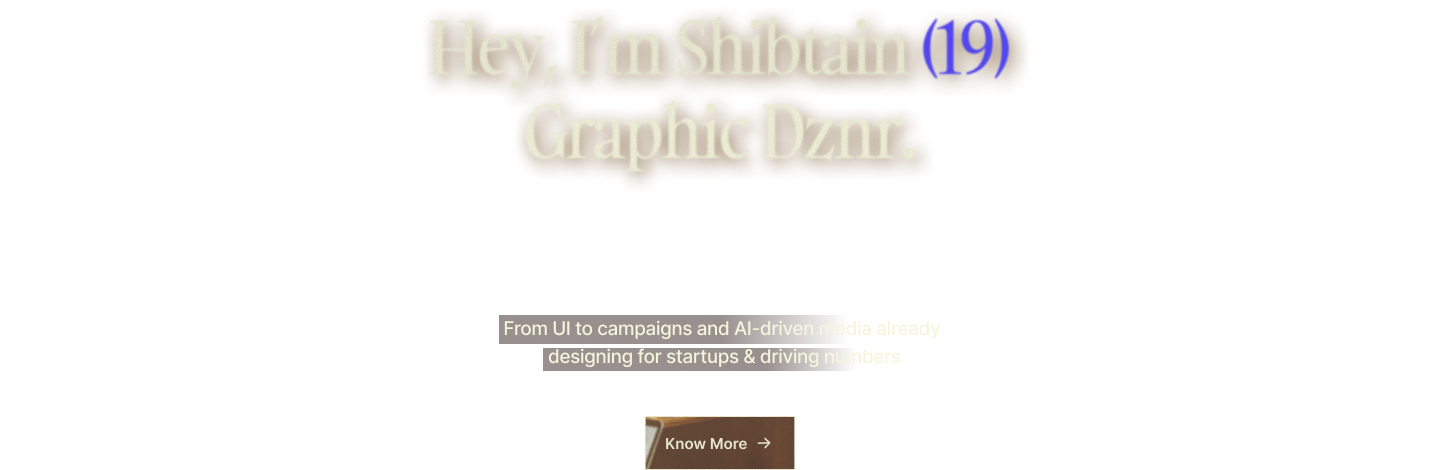 Hey, I'm Shibtain (19)
Graphic Dznr.
From UI to campaigns and AI-driven media already
designing for startups & driving numbers
Know More →